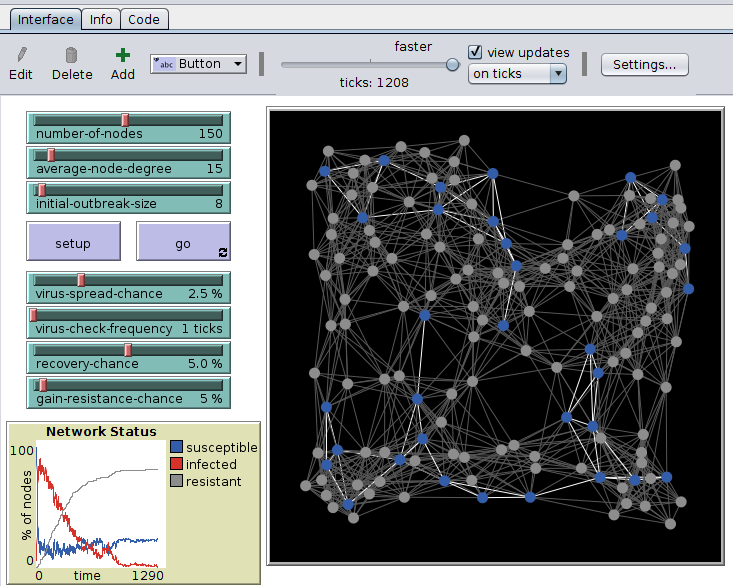 Interface Info Code
Edit Delete Add abc Button faster ticks: 1208 view updates on ticks Settings...
number-of-nodes 150
average-node-degree 15
initial-outbreak-size 8
setup go
virus-spread-chance 2.5 %
virus-check-frequency 1 ticks
recovery-chance 5.0 %
gain-resistance-chance 5 %
Network Status
100
% of nodes
0
0 time 1290
susceptible
infected
resistant